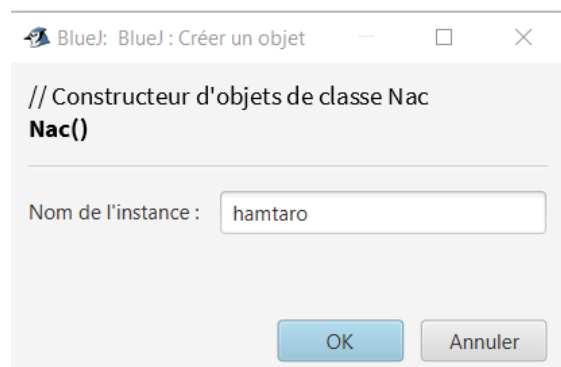 BlueJ: BlueJ : Créer un objet
// Constructeur d'objets de classe Nac
Nac()
Nom de l'instance : hamtaro
OK Annuler